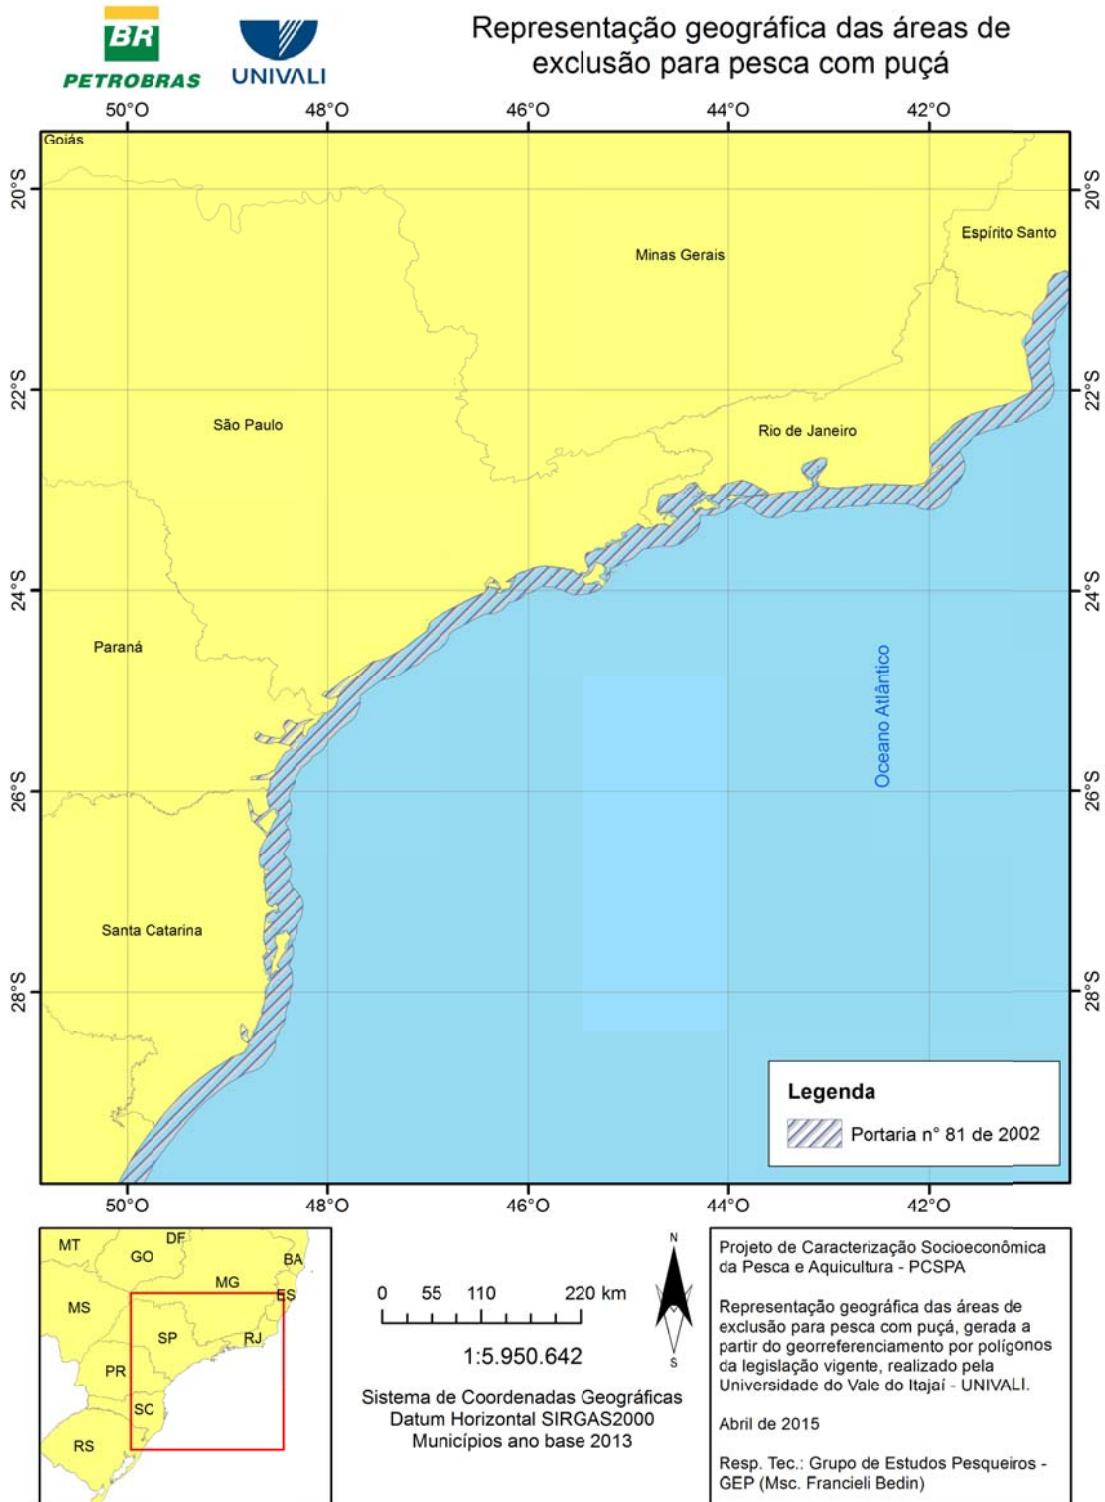 BR
PETROBRAS
UNIVALI
Representação geográfica das áreas de
exclusão para pesca com puçá
50°O 48°O 46°O 44°O 42°O
Goiás
20°S 20°S
Espírito Santo
Minas Gerais
22°S 22°S
São Paulo
Rio de Janeiro
24°S 24°S
Paraná
Oceano Atlântico
26°S 26°S
Santa Catarina
28°S 28°S
Legenda
Portaria n° 81 de 2002
50°O 48°O 46°O 44°O 42°O
MT
GO
DF
BA
MG
ES
MS
SP
RJ
PR
SC
RS
0 55 110 220 km
1:5.950.642
Sistema de Coordenadas Geográficas
Datum Horizontal SIRGAS2000
Municípios ano base 2013
N
S
Projeto de Caracterização Socioeconômica
da Pesca e Aquicultura - PCSPA
Representação geográfica das áreas de
exclusão para pesca com puçá, gerada a
partir do georreferenciamento por polígonos
da legislação vigente, realizado pela
Universidade do Vale do Itajaí - UNIVALI.
Abril de 2015
Resp. Tec.: Grupo de Estudos Pesqueiros -
GEP (Msc. Francieli Bedin)